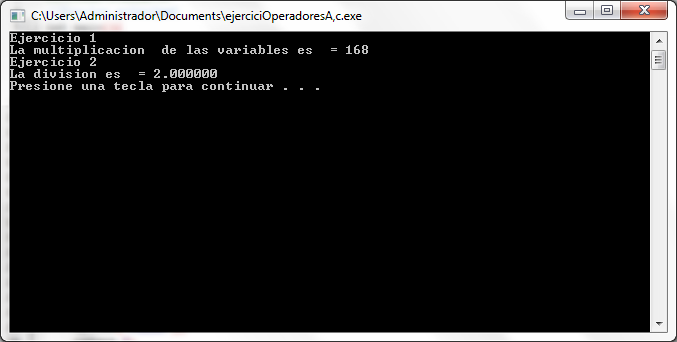 C:\Users\Administrador\Documents\ejerciciOperadoresA,c.exe
Ejercicio 1
La multiplicacion  de las variables es  = 168
Ejercicio 2
La division es  = 2.000000
Presione una tecla para continuar . . .